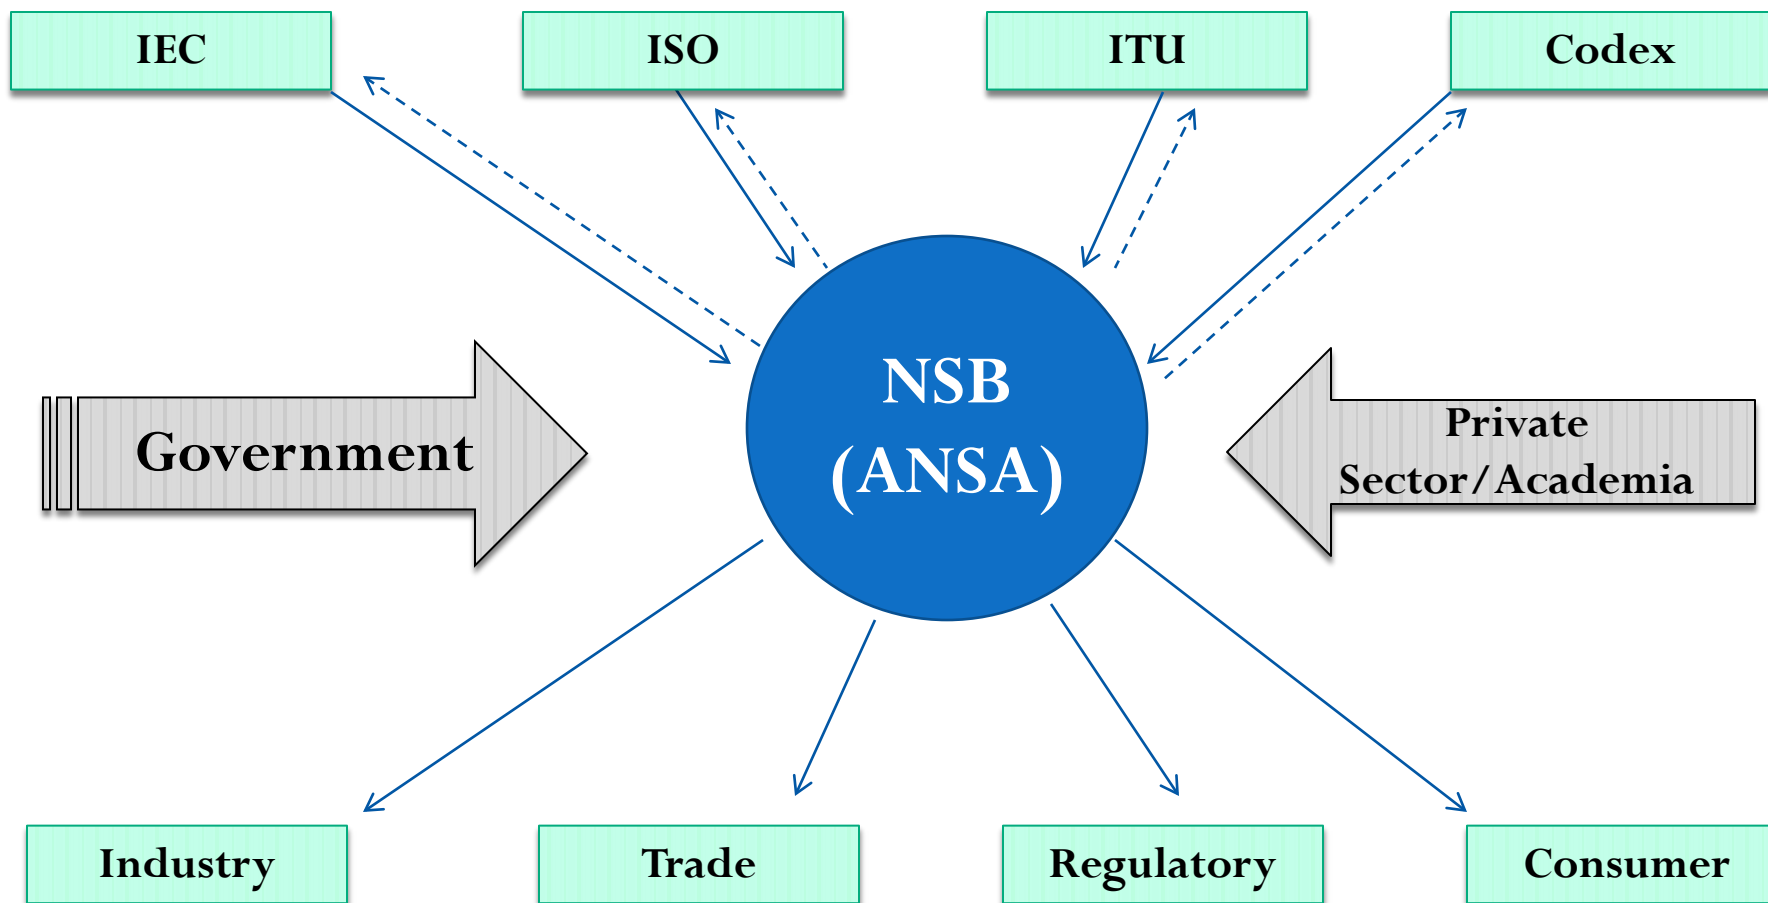 IEC
ISO
ITU
Codex
NSB
(ANSA)
Government
Private
Sector/Academia
Industry
Trade
Regulatory
Consumer